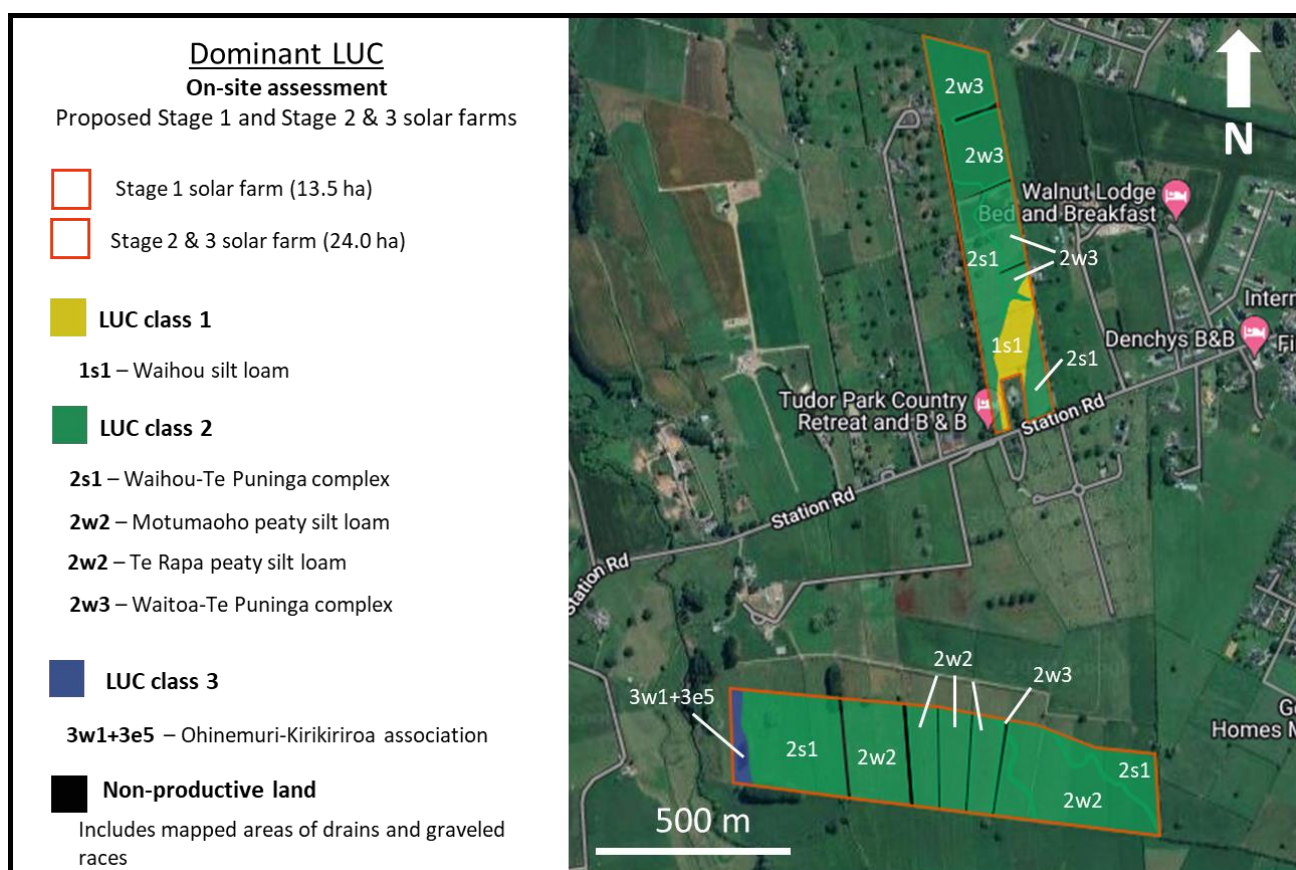 Dominant LUC
On-site assessment
Proposed Stage 1 and Stage 2 & 3 solar farms
Stage 1 solar farm (13.5 ha)
Stage 2 & 3 solar farm (24.0 ha)
LUC class 1
1s1 – Waihou silt loam
LUC class 2
2s1 – Waihou-Te Puninga complex
2w2 – Motumaoho peaty silt loam
2w2 – Te Rapa peaty silt loam
2w3 – Waitoa-Te Puninga complex
LUC class 3
3w1+3e5 – Ohinemuri-Kirikiriroa association
Non-productive land
Includes mapped areas of drains and graveled
races
N
2w3
2w3
Walnut Lodge
Bed and Breakfast
2s1
2w3
Intern
1s1
Denchys B&B
Fi
2s1
Tudor Park Country
Retreat and B & B
Station Rd
Station Rd
Station Rd
2w2
2w3
3w1+3e5
Homes M
2s1
2w2
2s1
2w2
500 m